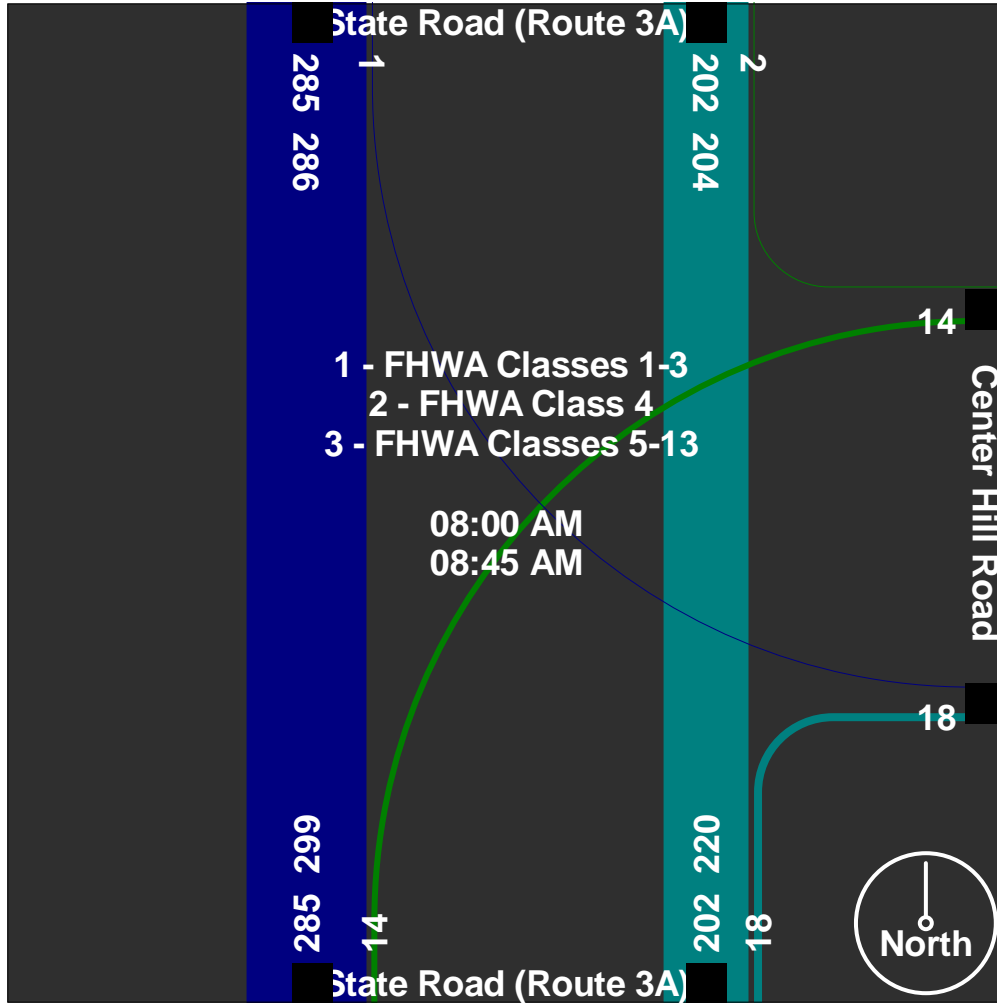 State Road (Route 3A)
1
2
285 286
202 204
14
1 - FHWA Classes 1-3
2 - FHWA Class 4
3 - FHWA Classes 5-13
Center Hill Road
08:00 AM
08:45 AM
18
285 299
202 220
14
18
North
State Road (Route 3A)